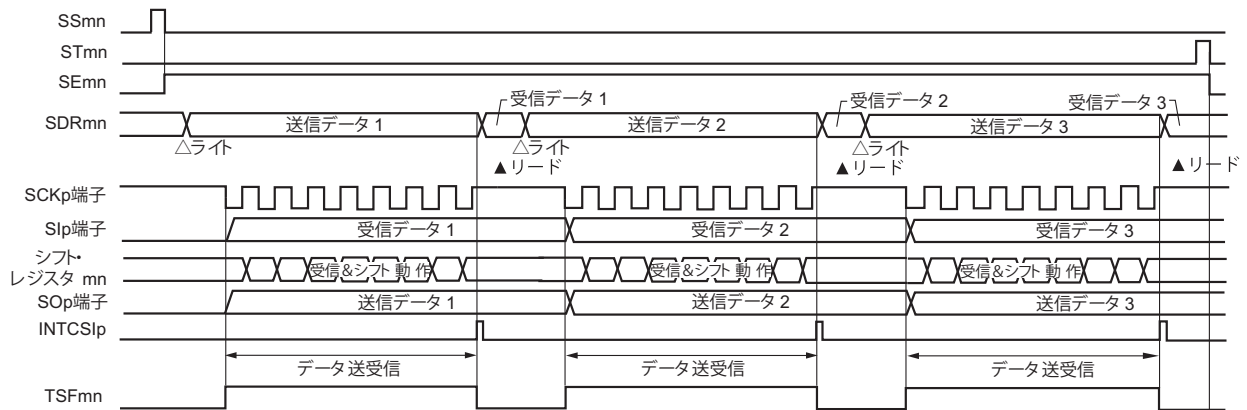 SSmn
STmn
SEmn
受信データ 1
受信データ 2
受信データ 3
SDRmn
送信データ 1
送信データ 2
送信データ 3
△ライト
△ライト
△ライト
▲リード
▲リード
▲リード
SCKp端子
SIp端子
受信データ 1
受信データ 2
受信データ 3
シフト・
レジスタ mn
受信&シフト動作
受信&シフト動作
受信&シフト動作
SOp端子
送信データ 1
送信データ 2
送信データ 3
INTCSIp
データ送受信
データ送受信
データ送受信
TSFmn